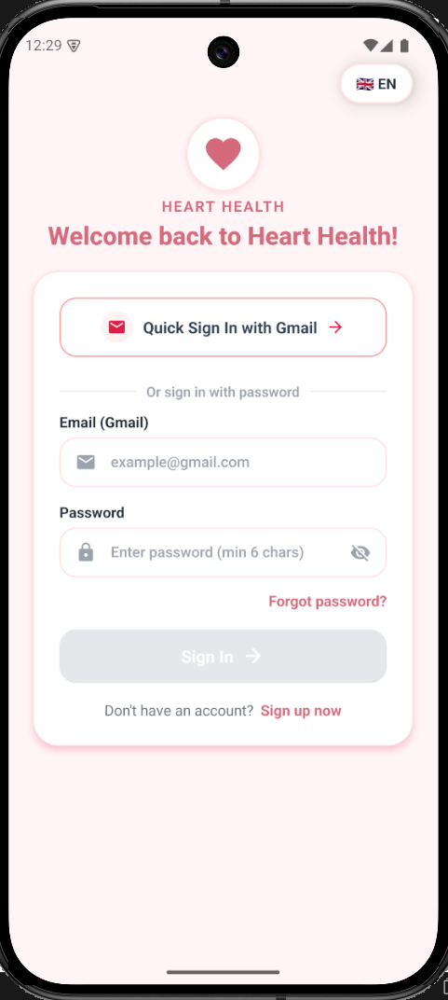 12:29
🇬🇧 EN
HEART HEALTH
Welcome back to Heart Health!
Quick Sign In with Gmail →
Or sign in with password
Email (Gmail)
example@gmail.com
Password
Enter password (min 6 chars)
Forgot password?
Sign In →
Don't have an account? Sign up now